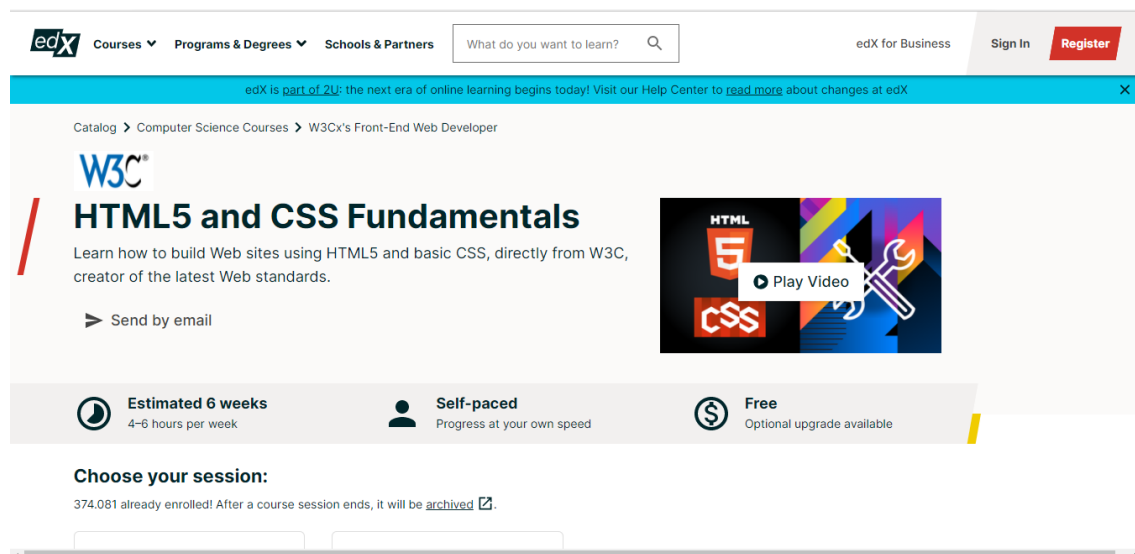 edX Courses Programs & Degrees Schools & Partners What do you want to learn? edX for Business Sign In Register
edX is part of 2U: the next era of online learning begins today! Visit our Help Center to read more about changes at edX
Catalog > Computer Science Courses > W3Cx's Front-End Web Developer
W3C®
HTML5 and CSS Fundamentals
Learn how to build Web sites using HTML5 and basic CSS, directly from W3C,
creator of the latest Web standards.
Send by email
HTML
5
Play Video
CSS
Estimated 6 weeks
4–6 hours per week
Self-paced
Progress at your own speed
Free
Optional upgrade available
Choose your session:
374.081 already enrolled! After a course session ends, it will be archived.